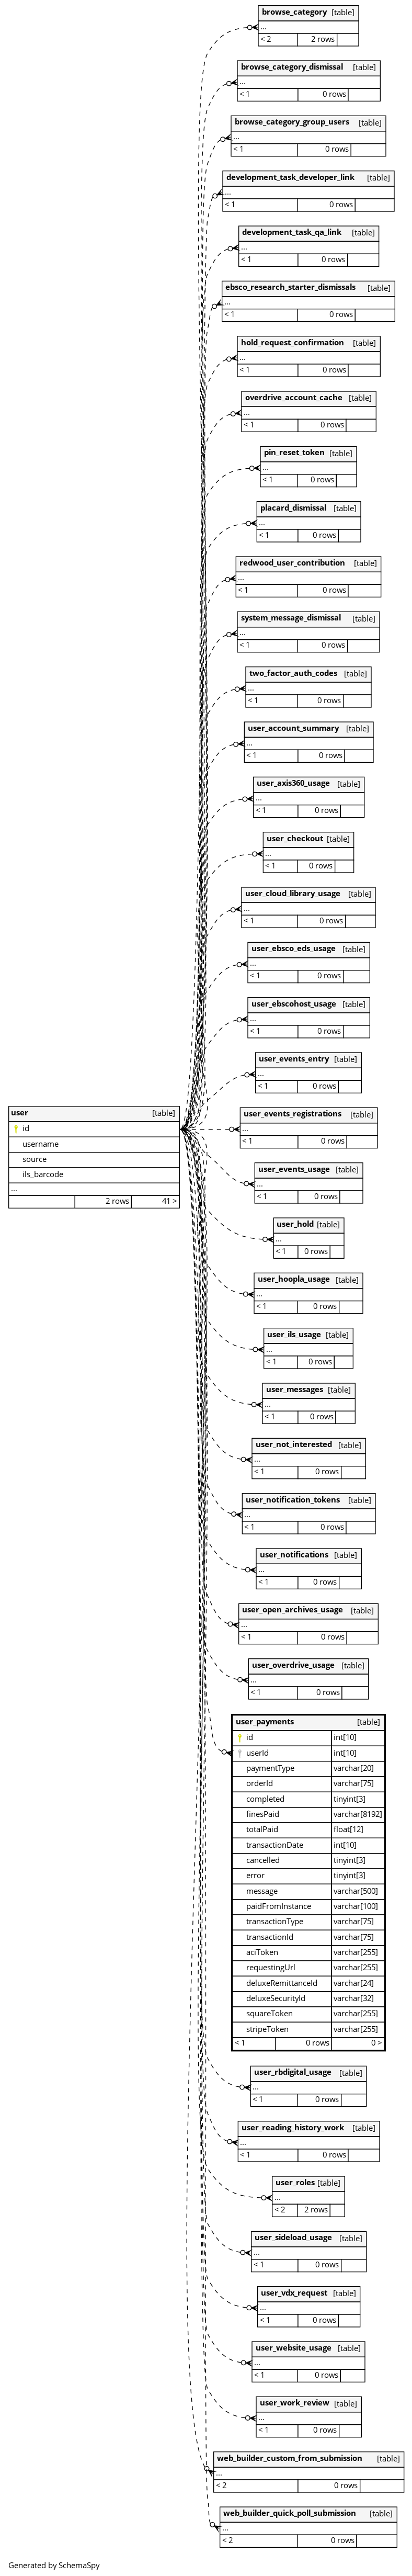 browse_category [table]
...
< 2 2 rows
browse_category_dismissal [table]
...
< 1 0 rows
browse_category_group_users [table]
...
< 1 0 rows
development_task_developer_link [table]
...
< 1 0 rows
development_task_qa_link [table]
...
< 1 0 rows
ebsco_research_starter_dismissals [table]
...
< 1 0 rows
hold_request_confirmation [table]
...
< 1 0 rows
overdrive_account_cache [table]
...
< 1 0 rows
pin_reset_token [table]
...
< 1 0 rows
placard_dismissal [table]
...
< 1 0 rows
redwood_user_contribution [table]
...
< 1 0 rows
system_message_dismissal [table]
...
< 1 0 rows
two_factor_auth_codes [table]
...
< 1 0 rows
user_account_summary [table]
...
< 1 0 rows
user_axis360_usage [table]
...
< 1 0 rows
user_checkout [table]
...
< 1 0 rows
user_cloud_library_usage [table]
...
< 1 0 rows
user_ebsco_eds_usage [table]
...
< 1 0 rows
user_ebscohost_usage [table]
...
< 1 0 rows
user_events_entry [table]
...
< 1 0 rows
user [table]
id
username
source
ils_barcode
...
2 rows 41 >
user_events_registrations [table]
...
< 1 0 rows
user_events_usage [table]
...
< 1 0 rows
user_hold [table]
...
< 1 0 rows
user_hoopla_usage [table]
...
< 1 0 rows
user_ils_usage [table]
...
< 1 0 rows
user_messages [table]
...
< 1 0 rows
user_not_interested [table]
...
< 1 0 rows
user_notification_tokens [table]
...
< 1 0 rows
user_notifications [table]
...
< 1 0 rows
user_open_archives_usage [table]
...
< 1 0 rows
user_overdrive_usage [table]
...
< 1 0 rows
user_payments [table]
id int[10]
userId int[10]
paymentType varchar[20]
orderId varchar[75]
completed tinyint[3]
finesPaid varchar[8192]
totalPaid float[12]
transactionDate int[10]
cancelled tinyint[3]
error tinyint[3]
message varchar[500]
paidFromInstance varchar[100]
transactionType varchar[75]
transactionId varchar[75]
aciToken varchar[255]
requestingUrl varchar[255]
deluxeRemittanceId varchar[24]
deluxeSecurityId varchar[32]
squareToken varchar[255]
stripeToken varchar[255]
< 1 0 rows 0 >
user_rbdigital_usage [table]
...
< 1 0 rows
user_reading_history_work [table]
...
< 1 0 rows
user_roles [table]
...
< 2 2 rows
user_sideload_usage [table]
...
< 1 0 rows
user_vdx_request [table]
...
< 1 0 rows
user_website_usage [table]
...
< 1 0 rows
user_work_review [table]
...
< 1 0 rows
web_builder_custom_from_submission [table]
...
< 2 0 rows
web_builder_quick_poll_submission [table]
...
< 2 0 rows
Generated by SchemaSpy